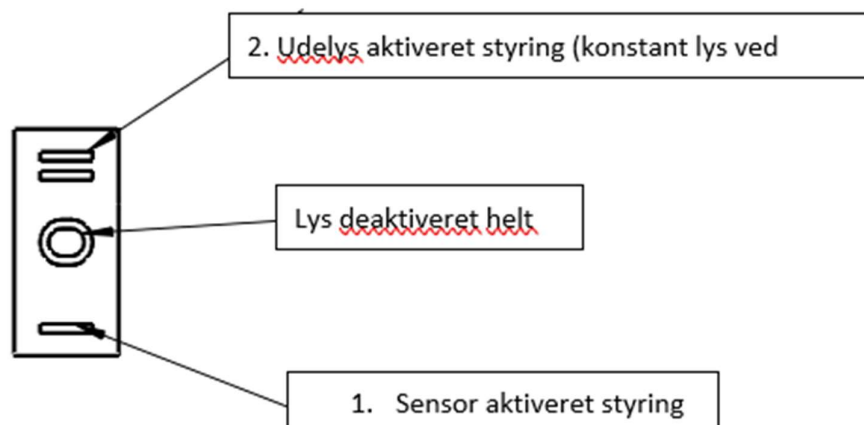 2. Udelys aktiveret styring (konstant lys ved
Lys deaktiveret helt
1. Sensor aktiveret styring